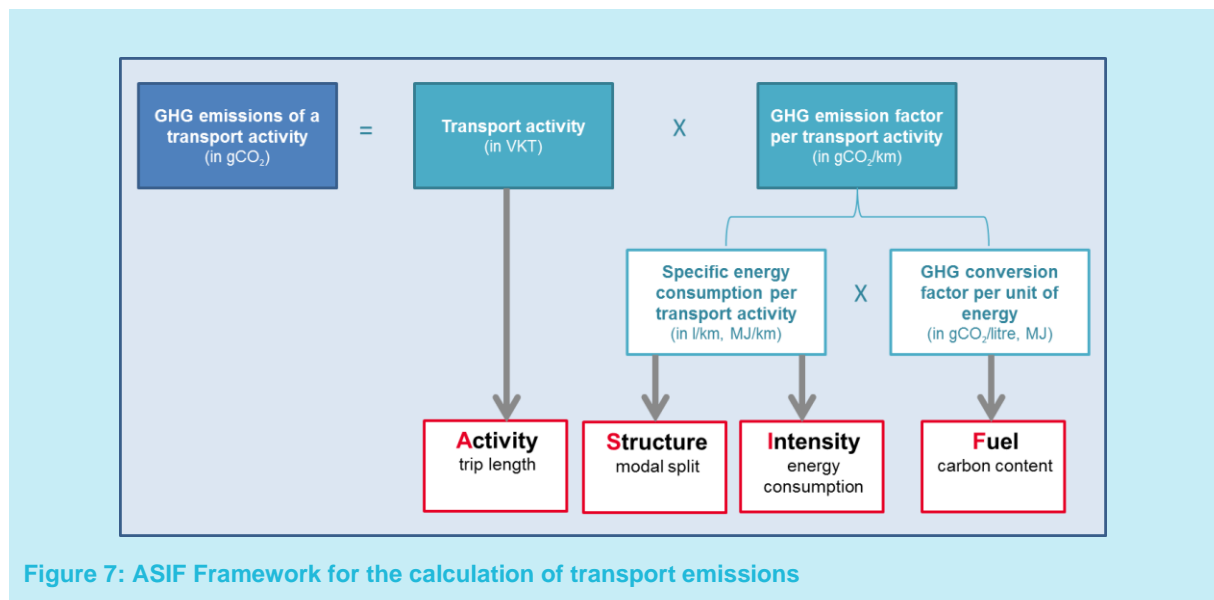 GHG emissions of a
transport activity
(in gCO₂)
=
Transport activity
(in VKT)
X
GHG emission factor
per transport activity
(in gCO₂/km)
Specific energy
consumption per
transport activity
(in l/km, MJ/km)
X
GHG conversion
factor per unit of
energy
(in gCO₂/litre, MJ)
Activity
trip length
Structure
modal split
Intensity
energy
consumption
Fuel
carbon content
Figure 7: ASIF Framework for the calculation of transport emissions